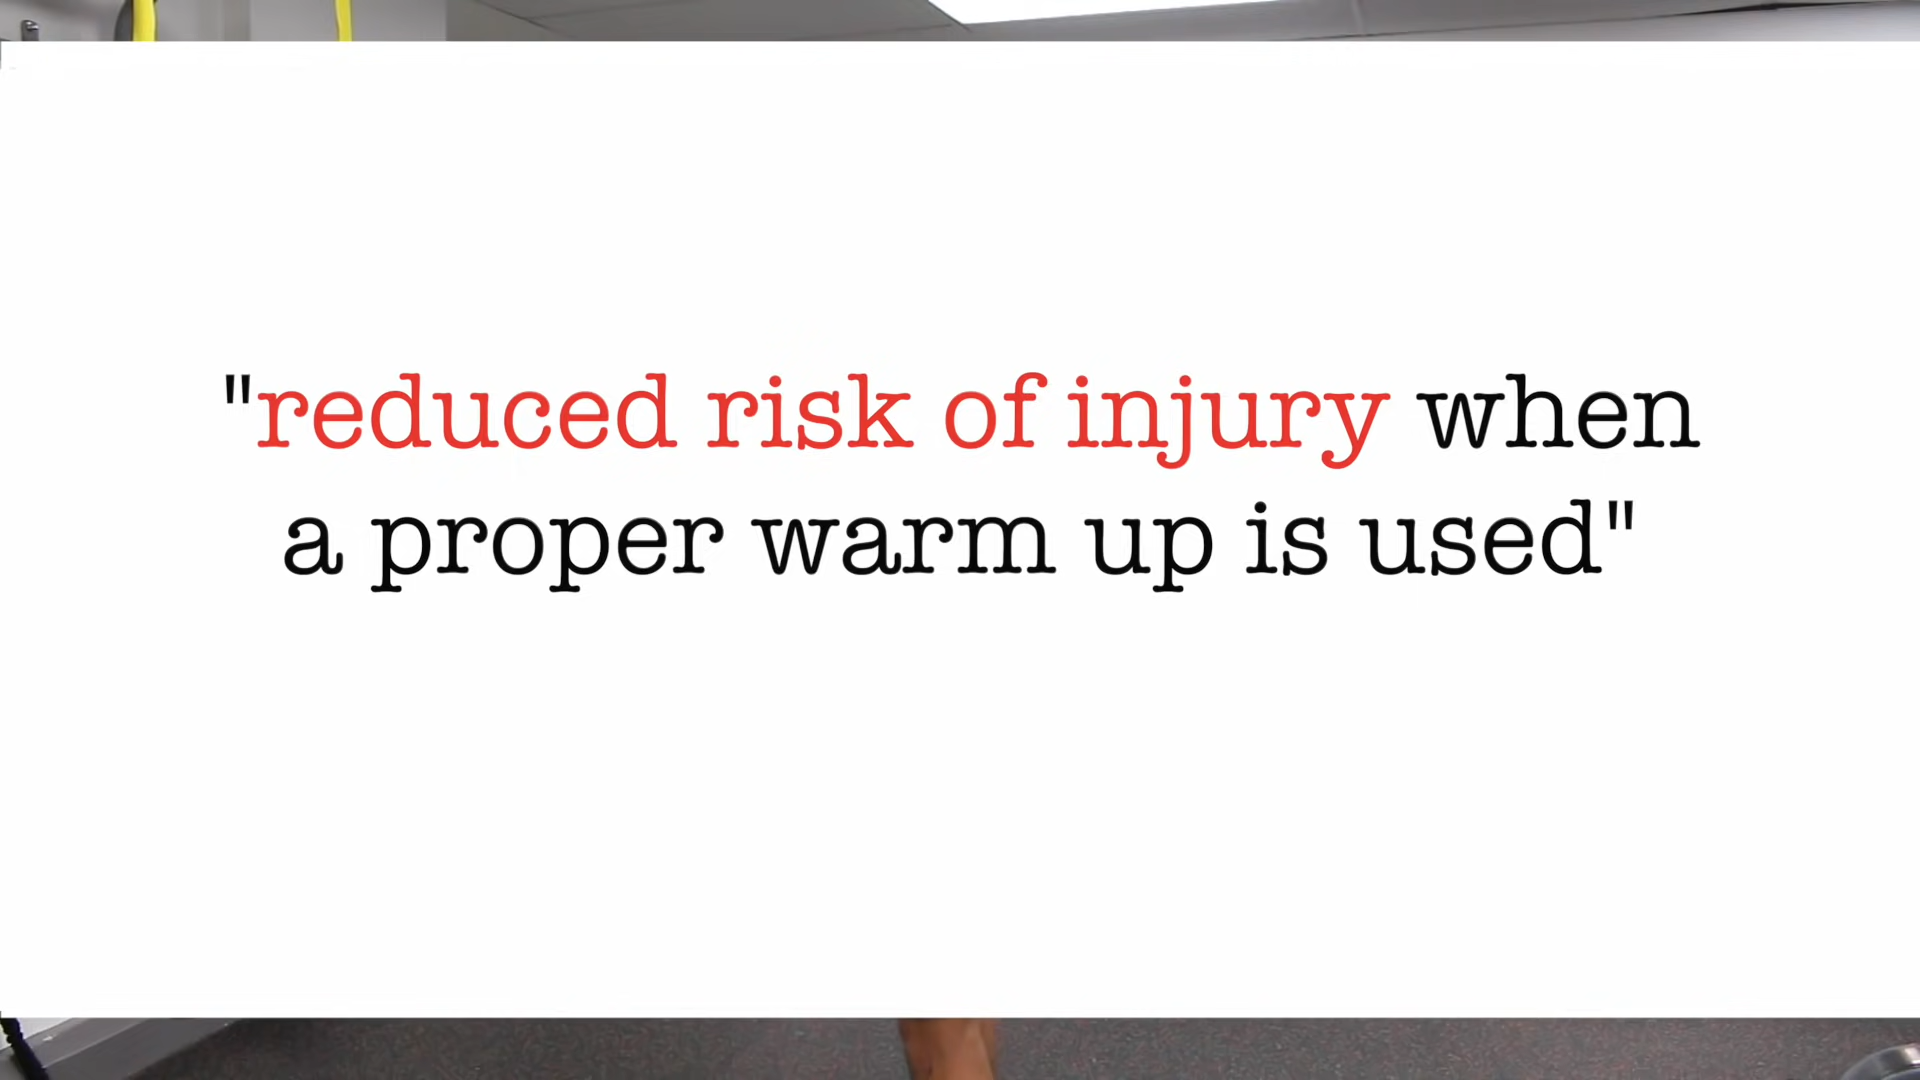 "reduced risk of injury when
a proper warm up is used"